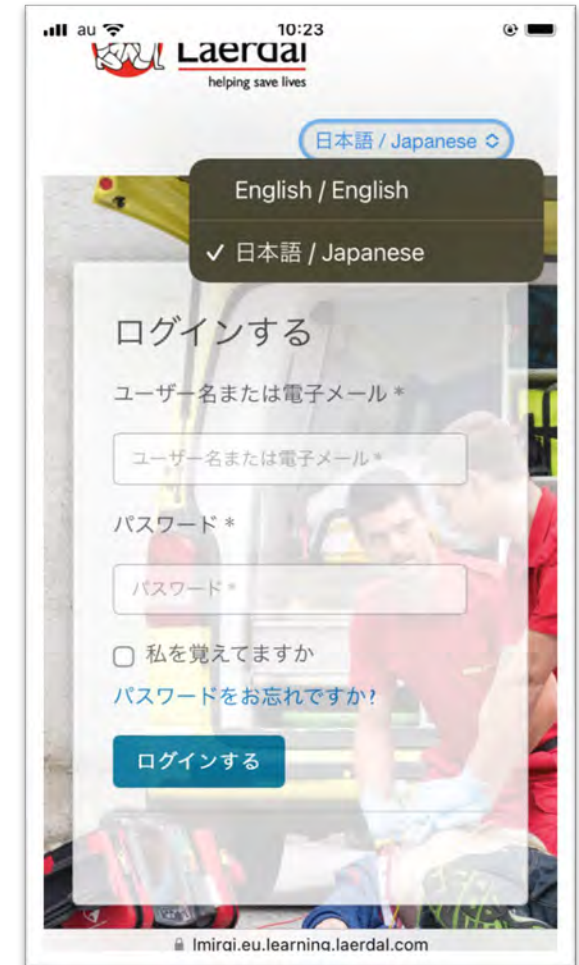 au 10:23
Laerdal
helping save lives
日本語 / Japanese
English / English
✓ 日本語 / Japanese
ログインする
ユーザー名または電子メール *
ユーザー名または電子メール *
パスワード *
パスワード *
私を覚えてますか
パスワードをお忘れですか?
ログインする
lmirai.eu.learning.laerdal.com